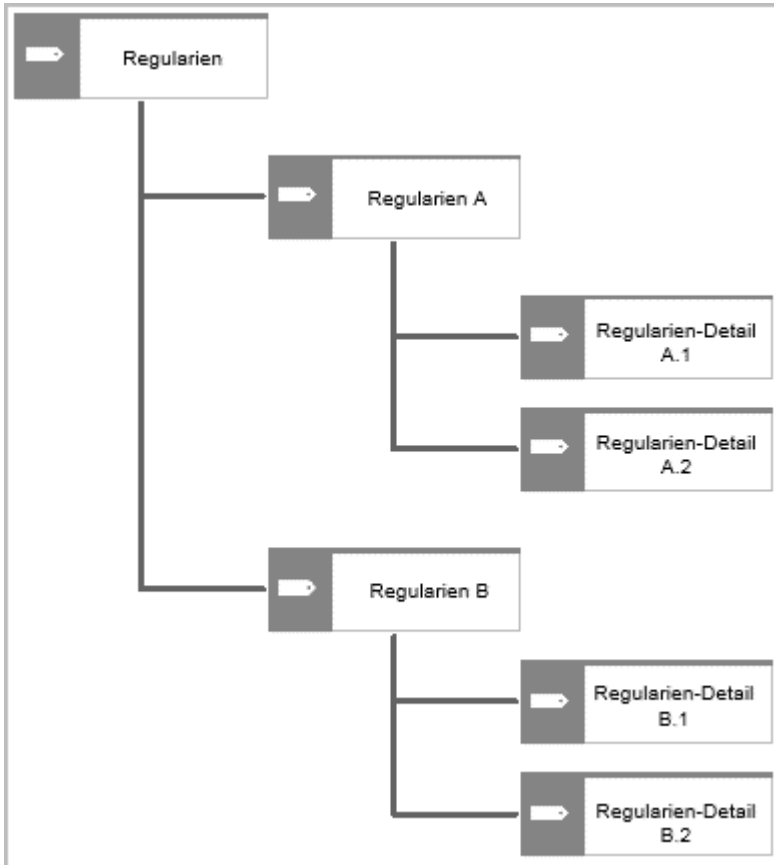 Regularien
Regularien A
Regularien-Detail
A.1
Regularien-Detail
A.2
Regularien B
Regularien-Detail
B.1
Regularien-Detail
B.2